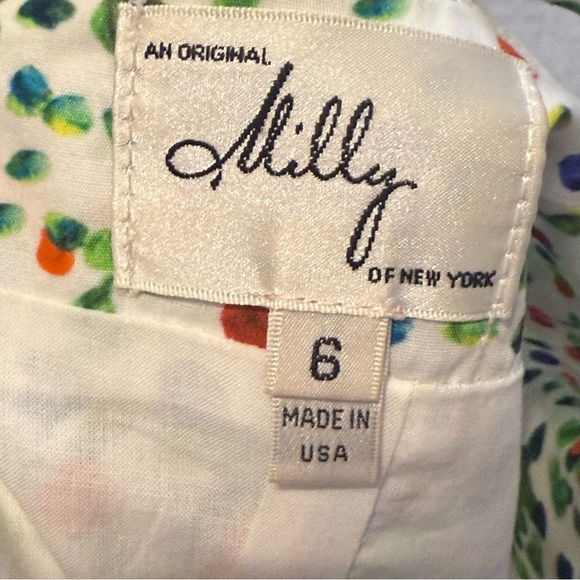 AN ORIGINAL
Milly
OF NEW YORK
6
MADE IN
USA